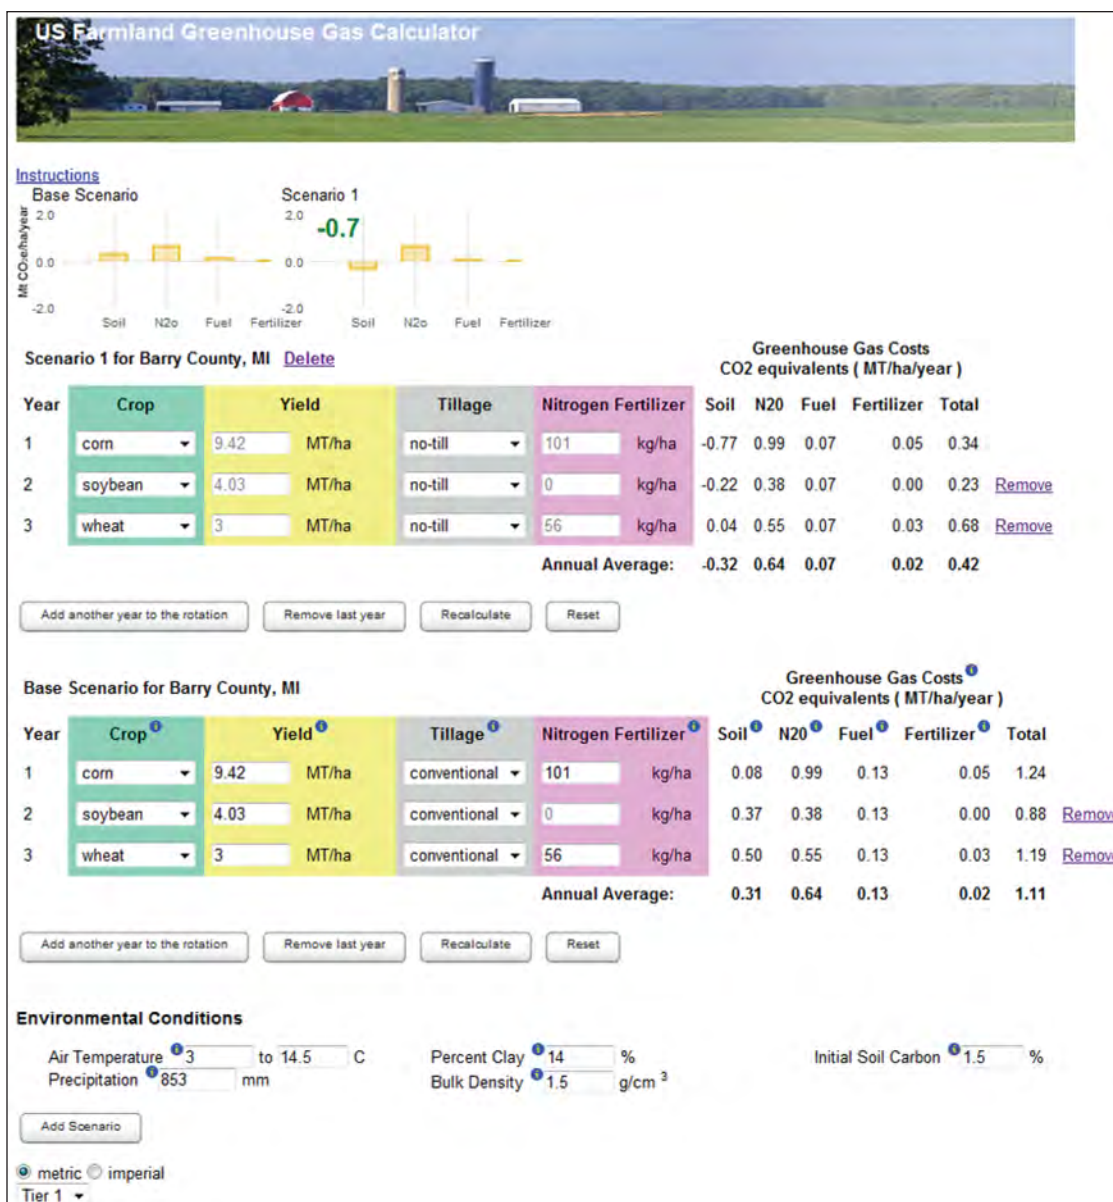 US Farmland Greenhouse Gas Calculator
Instructions
Base Scenario
Mt CO2e/ha/year
2.0
0.0
-2.0
Soil N2o Fuel Fertilizer
Scenario 1
-0.7
2.0
0.0
-2.0
Soil N2o Fuel Fertilizer
Scenario 1 for Barry County, MI Delete
Greenhouse Gas Costs
CO2 equivalents ( MT/ha/year )
Year Crop Yield Tillage Nitrogen Fertilizer Soil N20 Fuel Fertilizer Total
1 corn 9.42 MT/ha no-till 101 kg/ha -0.77 0.99 0.07 0.05 0.34
2 soybean 4.03 MT/ha no-till 0 kg/ha -0.22 0.38 0.07 0.00 0.23 Remove
3 wheat 3 MT/ha no-till 56 kg/ha 0.04 0.55 0.07 0.03 0.68 Remove
Annual Average: -0.32 0.64 0.07 0.02 0.42
Add another year to the rotation Remove last year Recalculate Reset
Base Scenario for Barry County, MI
Greenhouse Gas Costs
CO2 equivalents ( MT/ha/year )
Year Crop Yield Tillage Nitrogen Fertilizer Soil N20 Fuel Fertilizer Total
1 corn 9.42 MT/ha conventional 101 kg/ha 0.08 0.99 0.13 0.05 1.24
2 soybean 4.03 MT/ha conventional 0 kg/ha 0.37 0.38 0.13 0.00 0.88 Remove
3 wheat 3 MT/ha conventional 56 kg/ha 0.50 0.55 0.13 0.03 1.19 Remove
Annual Average: 0.31 0.64 0.13 0.02 1.11
Add another year to the rotation Remove last year Recalculate Reset
Environmental Conditions
Air Temperature 3 to 14.5 C Percent Clay 14 % Initial Soil Carbon 1.5 %
Precipitation 853 mm Bulk Density 1.5 g/cm 3
Add Scenario
metric imperial
Tier 1